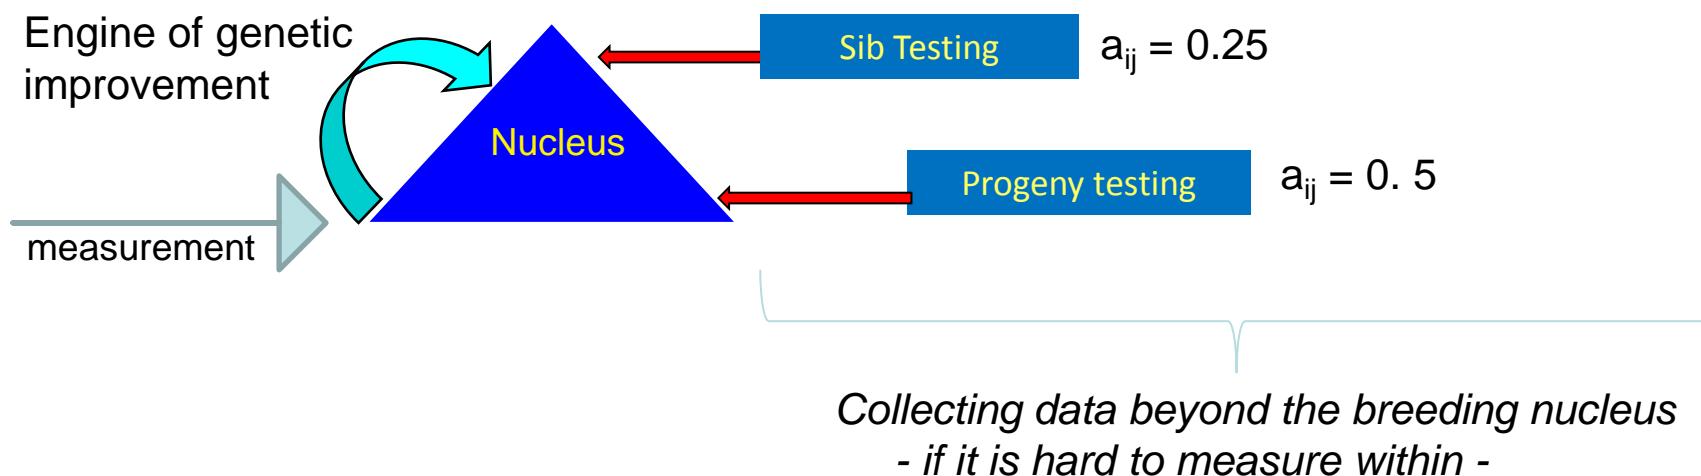 Engine of genetic
improvement
Sib Testing
aij = 0.25
Nucleus
Progeny testing
aij = 0. 5
measurement
Collecting data beyond the breeding nucleus
- if it is hard to measure within -